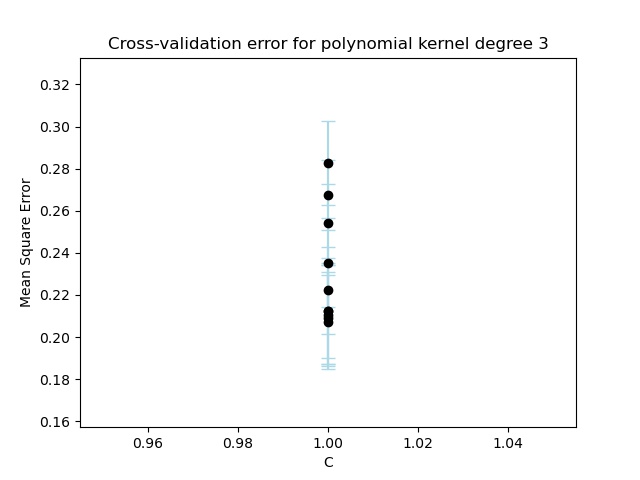 Cross-validation error for polynomial kernel degree 3
0.32
0.30
0.28
0.26
0.24
0.22
0.20
0.18
0.16
Mean Square Error
0.96 0.98 1.00 1.02 1.04
C